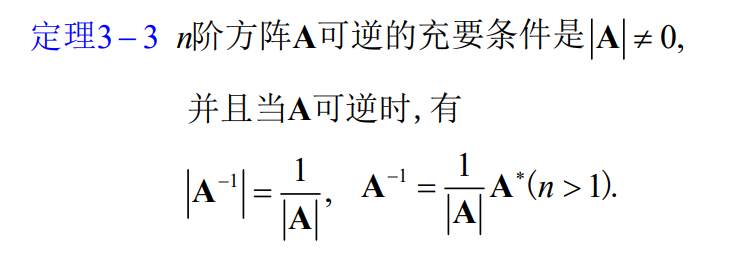 定理3－3 n阶方阵A可逆的充要条件是|A| ≠ 0,
并且当A可逆时,有
|A⁻¹| = 1/|A|, A⁻¹ = 1/|A| A*(n > 1).